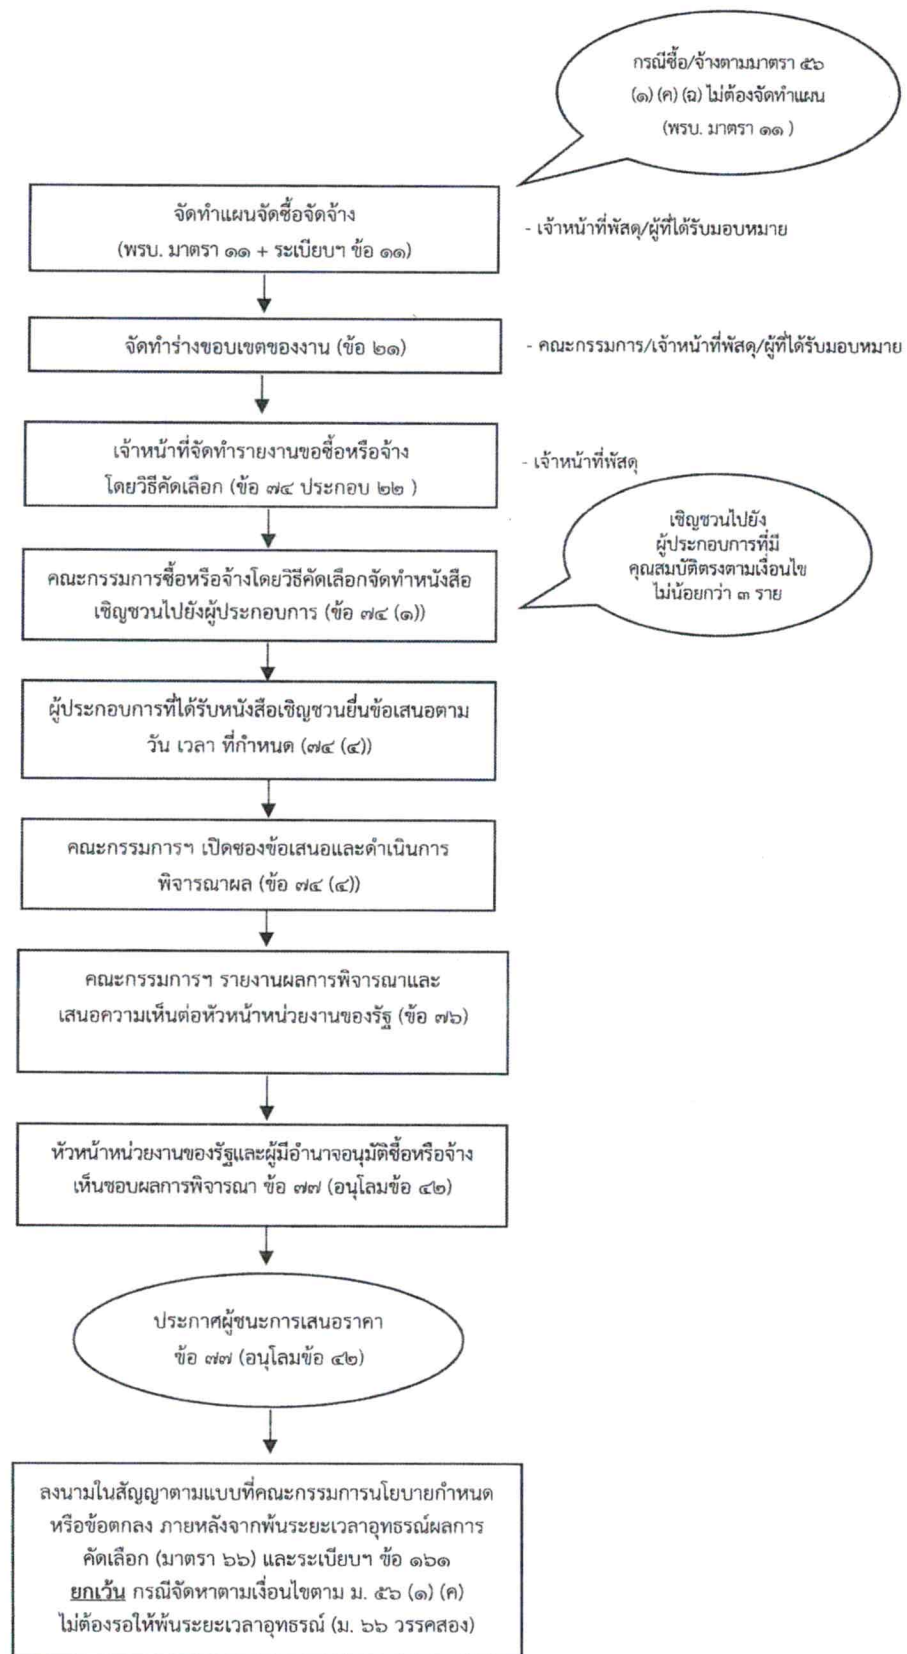 กรณีซื้อ/จ้างตามมาตรา ๕๖
(๑) (ค) (ฉ) ไม่ต้องจัดทำแผน
(พรบ. มาตรา ๑๑ )
จัดทำแผนจัดซื้อจัดจ้าง
(พรบ. มาตรา ๑๑ + ระเบียบฯ ข้อ ๑๑)
- เจ้าหน้าที่พัสดุ/ผู้ที่ได้รับมอบหมาย
จัดทำร่างขอบเขตของงาน (ข้อ ๒๑)
- คณะกรรมการ/เจ้าหน้าที่พัสดุ/ผู้ที่ได้รับมอบหมาย
เจ้าหน้าที่จัดทำรายงานขอซื้อหรือจ้าง
โดยวิธีคัดเลือก (ข้อ ๗๔ ประกอบ ๒๒ )
- เจ้าหน้าที่พัสดุ
เชิญชวนไปยัง
ผู้ประกอบการที่มี
คุณสมบัติตรงตามเงื่อนไข
ไม่น้อยกว่า ๓ ราย
คณะกรรมการซื้อหรือจ้างโดยวิธีคัดเลือกจัดทำหนังสือ
เชิญชวนไปยังผู้ประกอบการ (ข้อ ๗๔ (๑))
ผู้ประกอบการที่ได้รับหนังสือเชิญชวนยื่นข้อเสนอตาม
วัน เวลา ที่กำหนด (๗๔ (๔))
คณะกรรมการฯ เปิดซองข้อเสนอและดำเนินการ
พิจารณาผล (ข้อ ๗๔ (๔))
คณะกรรมการฯ รายงานผลการพิจารณาและ
เสนอความเห็นต่อหัวหน้าหน่วยงานของรัฐ (ข้อ ๗๖)
หัวหน้าหน่วยงานของรัฐและผู้มีอำนาจอนุมัติซื้อหรือจ้าง
เห็นชอบผลการพิจารณา ข้อ ๗๗ (อนุโลมข้อ ๔๒)
ประกาศผู้ชนะการเสนอราคา
ข้อ ๗๗ (อนุโลมข้อ ๔๒)
ลงนามในสัญญาตามแบบที่คณะกรรมการนโยบายกำหนด
หรือข้อตกลง ภายหลังจากพ้นระยะเวลาอุทธรณ์ผลการ
คัดเลือก (มาตรา ๖๖) และระเบียบฯ ข้อ ๑๖๑
ยกเว้น กรณีจัดหาตามเงื่อนไขตาม ม. ๕๖ (๑) (ค)
ไม่ต้องรอให้พ้นระยะเวลาอุทธรณ์ (ม. ๖๖ วรรคสอง)